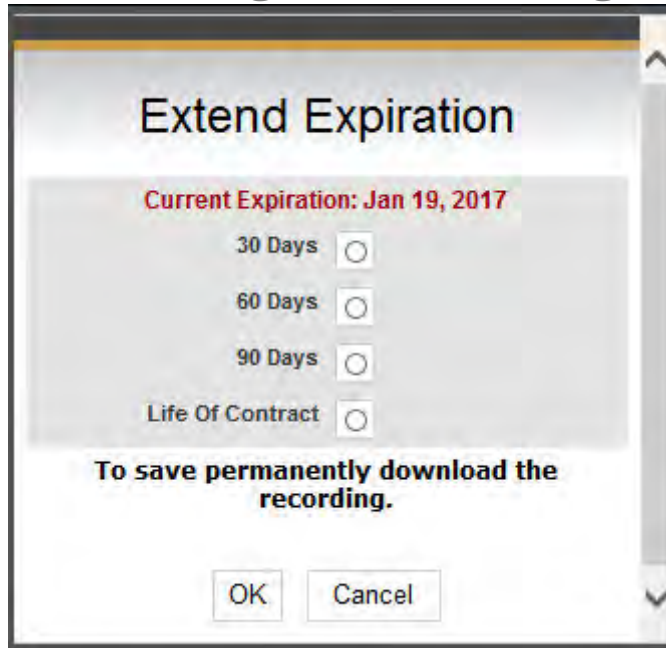 Extend Expiration
Current Expiration: Jan 19, 2017
30 Days
60 Days
90 Days
Life Of Contract
To save permanently download the
recording.
OK Cancel